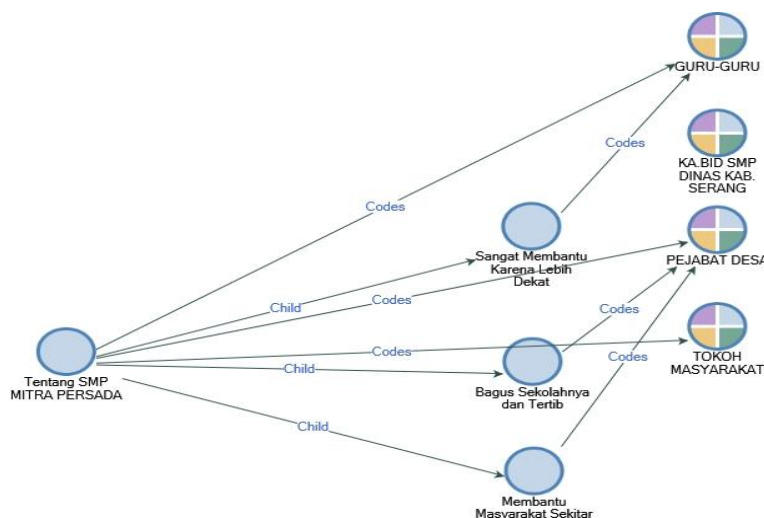 GURU-GURU
Codes
KA.BID SMP
DINAS KAB.
SERANG
Codes
Sangat Membantu
Karena Lebih
Dekat
PEJABAT DESA
Child
Codes
Codes
Tentang SMP
MITRA PERSADA
Child
Codes
Bagus Sekolahnya
dan Tertib
Codes
TOKOH
MASYARAKAT
Child
Membantu
Masyarakat Sekitar